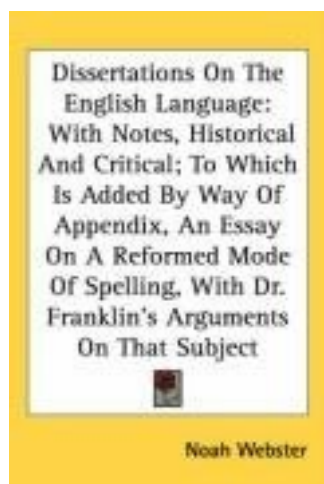 Dissertations On The
English Language:
With Notes, Historical
And Critical; To Which
Is Added By Way Of
Appendix, An Essay
On A Reformed Mode
Of Spelling, With Dr.
Franklin's Arguments
On That Subject
Noah Webster